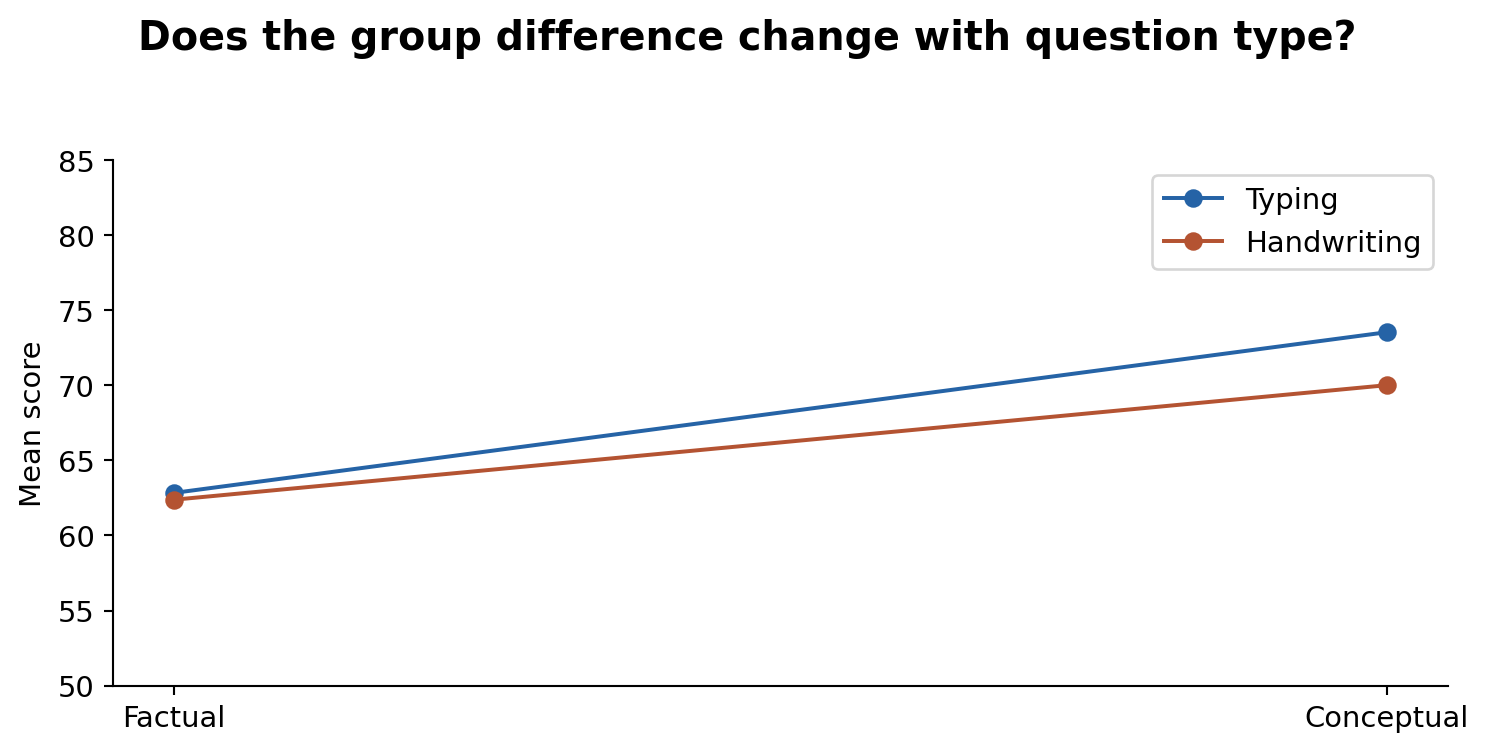 Does the group difference change with question type?
85
80
75
70
65
60
55
50
Mean score
Typing
Handwriting
Factual
Conceptual